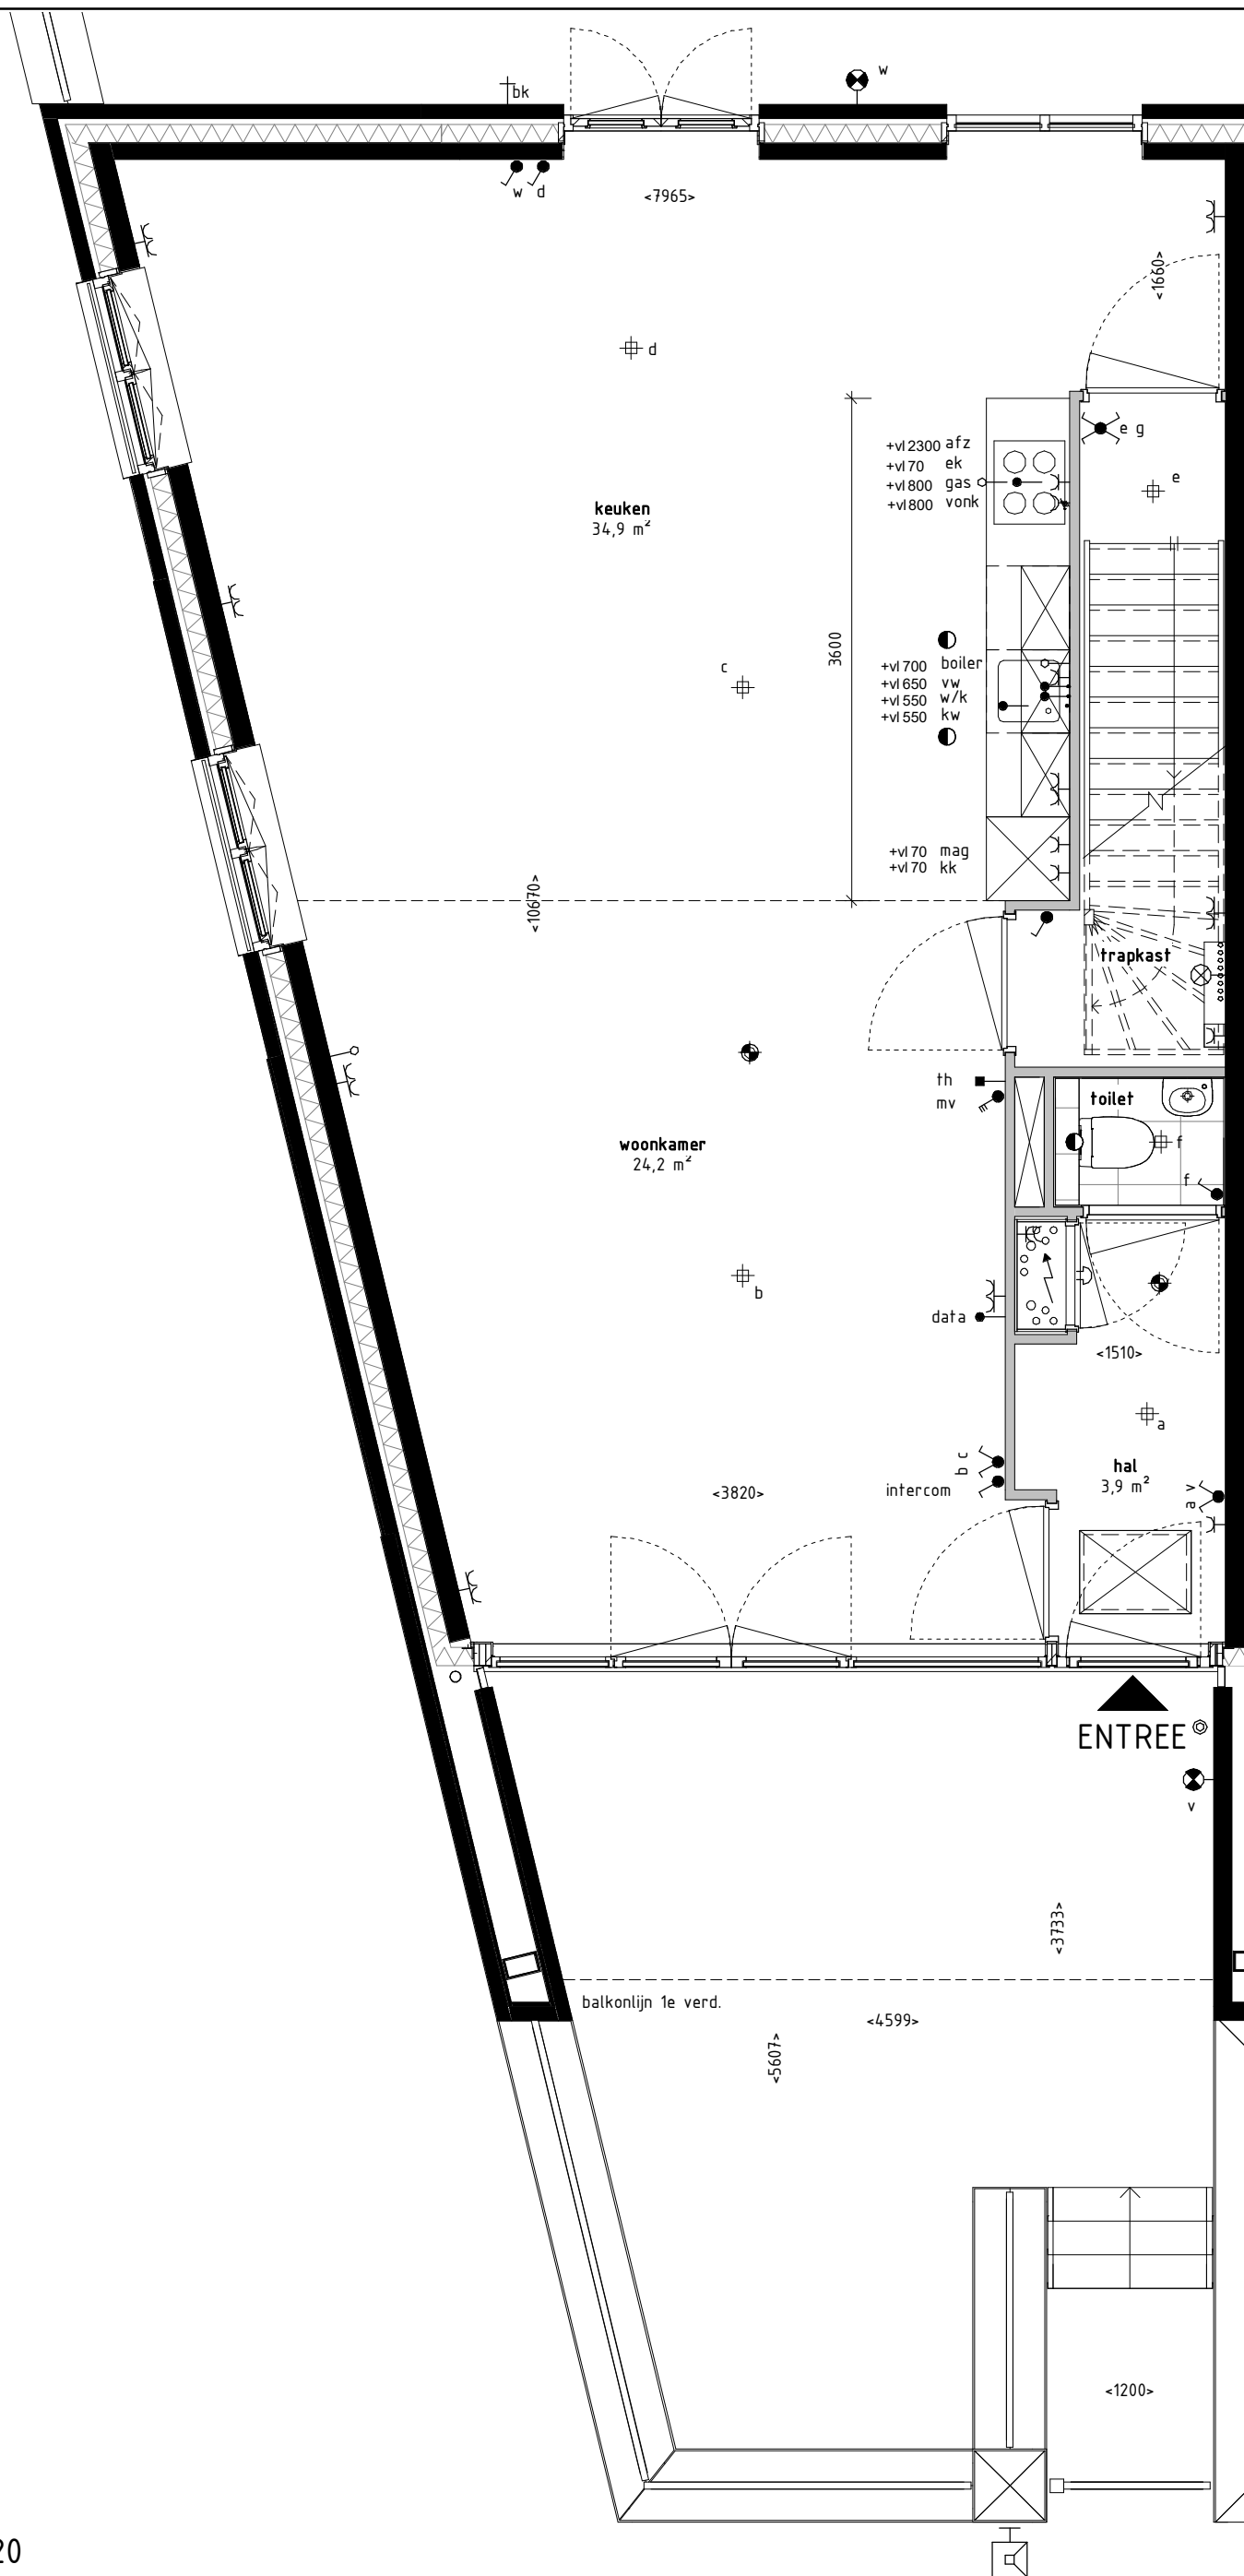 bk
w
w d
<7965>
<1660>
d
+vl 2300 afz
+vl 70 ek
+vl 800 gas
+vl 800 vonk
e g
e
keuken
34,9 m²
3600
c
+vl 700 boiler
+vl 650 vw
+vl 550 w/k
+vl 550 kw
+vl 70 mag
+vl 70 kk
<10670>
trapkast
th
mv
toilet
f
f
woonkamer
24,2 m²
b
data
<1510>
a
b c
intercom
hal
3,9 m²
a v
<3820>
ENTREE
v
<3733>
balkonlijn 1e verd.
<4599>
<5607>
<1200>
20